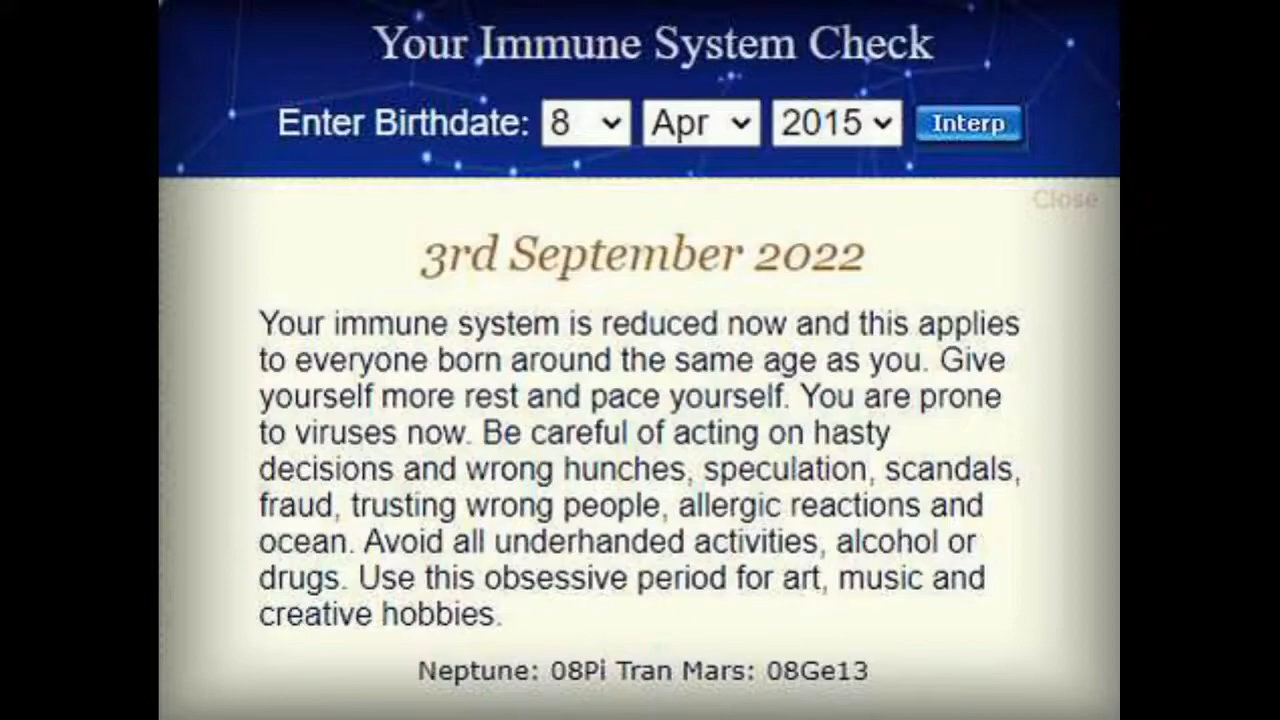 Your Immune System Check
Enter Birthdate: 8 Apr 2015 Interp
Close
3rd September 2022
Your immune system is reduced now and this applies
to everyone born around the same age as you. Give
yourself more rest and pace yourself. You are prone
to viruses now. Be careful of acting on hasty
decisions and wrong hunches, speculation, scandals,
fraud, trusting wrong people, allergic reactions and
ocean. Avoid all underhanded activities, alcohol or
drugs. Use this obsessive period for art, music and
creative hobbies.
Neptune: 08Pi Tran Mars: 08Ge13